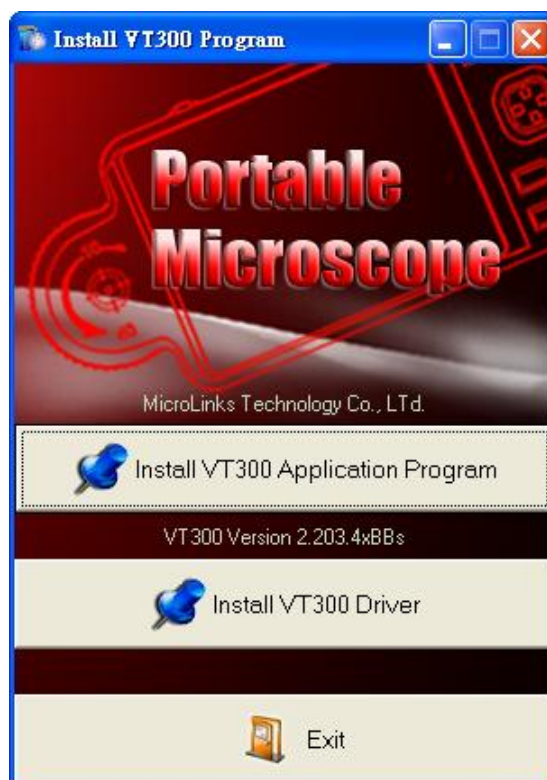 Install VT300 Program
Portable
Microscope
MicroLinks Technology Co., LTd.
Install VT300 Application Program
VT300 Version 2.203.4xBBs
Install VT300 Driver
Exit